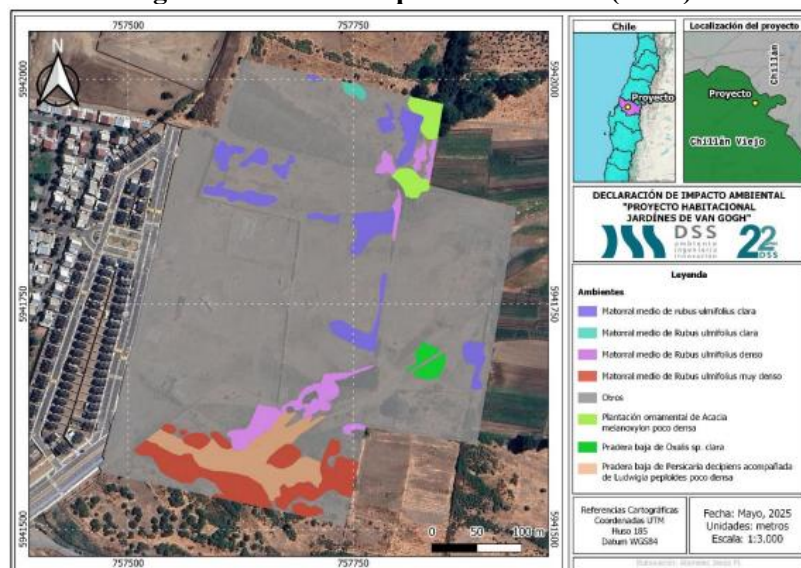 757500
757750
5942000
5942000
5941750
5941750
5941500
5941500
757500
757750
N
0 50 100 m
Chile
Proyecto
Localización del proyecto
Chillán
Proyecto
Chillán Viejo
DECLARACIÓN DE IMPACTO AMBIENTAL
"PROYECTO HABITACIONAL
JARDÍNES DE VAN GOGH"
DSS
ambiente
ingeniería
innovación
22
DSS
Leyenda
Ambientes
Matorral medio de rubus ulmifolius clara
Matorral medio de Rubus ulmifolius clara
Matorral medio de Rubus ulmifolius denso
Matorral medio de Rubus ulmifolius muy denso
Otros
Plantación ornamental de Acacia
melanoxylon poco densa
Pradera baja de Oxalis sp. clara
Pradera baja de Persicaria decipiens acompañada
de Ludwigia peploides poco densa
Referencias Cartográficas
Coordenadas UTM
Huso 18S
Datum WGS84
Fecha: Mayo, 2025
Unidades: metros
Escala: 1:3.000